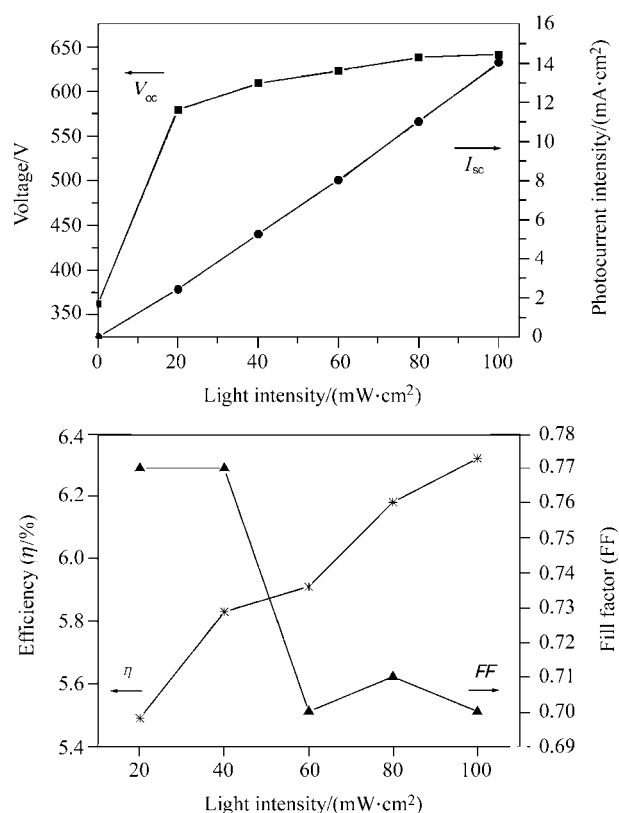 650
600
550
500
450
400
350
Voltage/V
V_oc
I_sc
16
14
12
10
8
6
4
2
0
Photocurrent intensity/(mA·cm²)
0 20 40 60 80 100
Light intensity/(mW·cm²)
6.4
6.2
6.0
5.8
5.6
5.4
Efficiency (η/%)
η
FF
0.78
0.77
0.76
0.75
0.74
0.73
0.72
0.71
0.70
0.69
Fill factor (FF)
20 40 60 80 100
Light intensity/(mW·cm²)